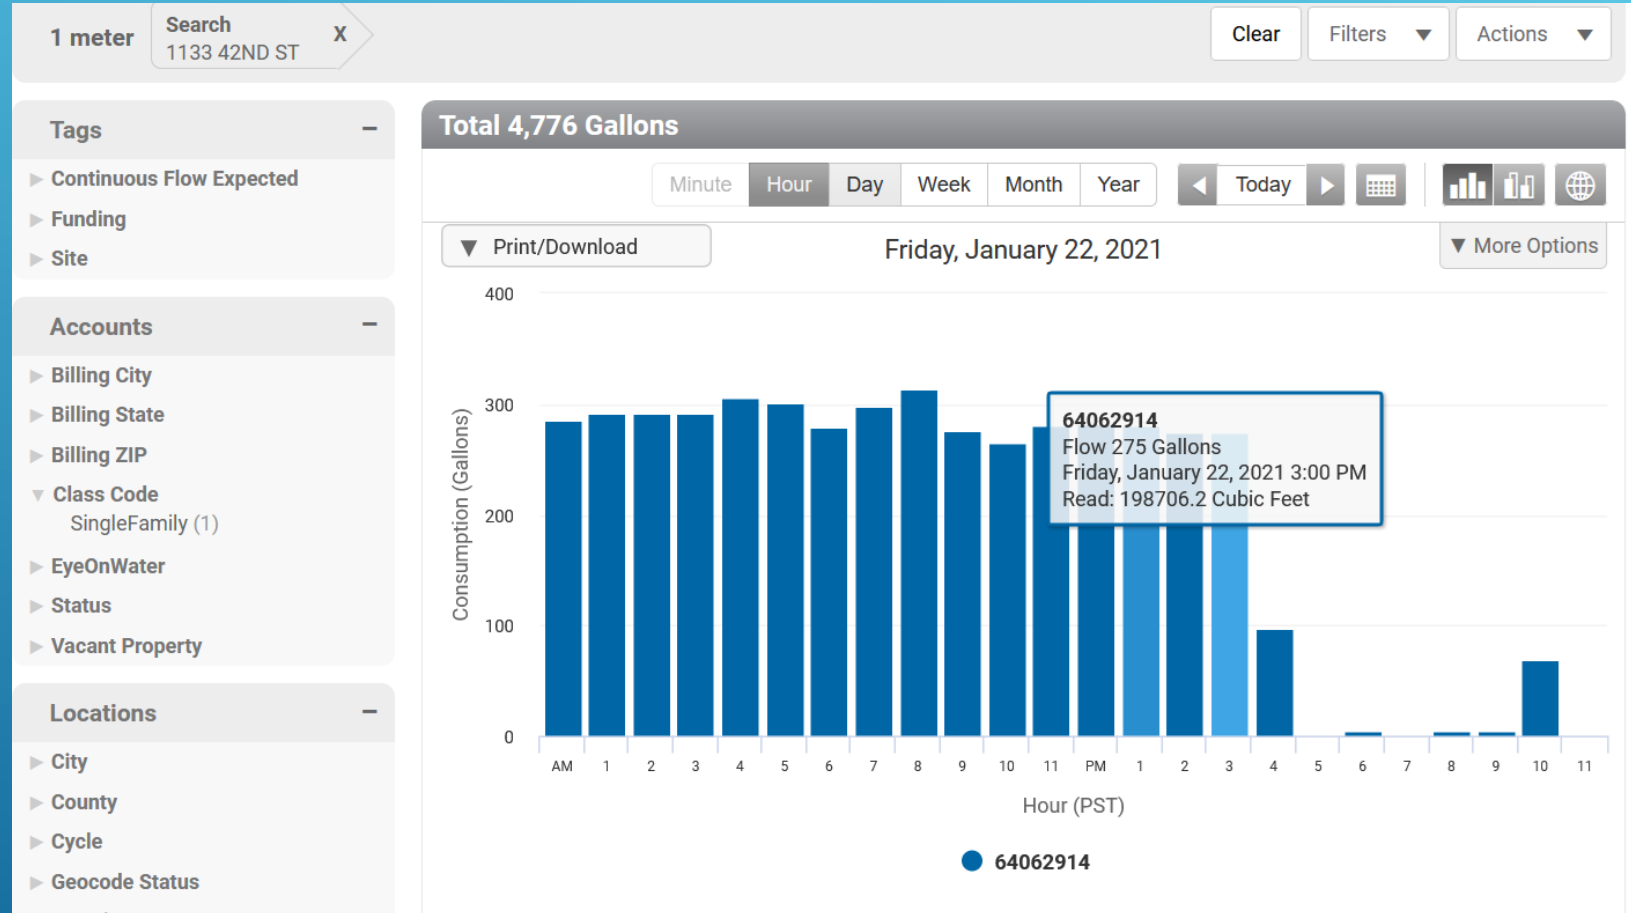 1 meter
Search
1133 42ND ST
X
Clear
Filters
Actions
Tags
Continuous Flow Expected
Funding
Site
Accounts
Billing City
Billing State
Billing ZIP
Class Code
SingleFamily (1)
EyeOnWater
Status
Vacant Property
Locations
City
County
Cycle
Geocode Status
Total 4,776 Gallons
Minute Hour Day Week Month Year Today
Print/Download
Friday, January 22, 2021
More Options
Consumption (Gallons)
400
300
200
100
0
64062914
Flow 275 Gallons
Friday, January 22, 2021 3:00 PM
Read: 198706.2 Cubic Feet
AM 1 2 3 4 5 6 7 8 9 10 11 PM 1 2 3 4 5 6 7 8 9 10 11
Hour (PST)
64062914